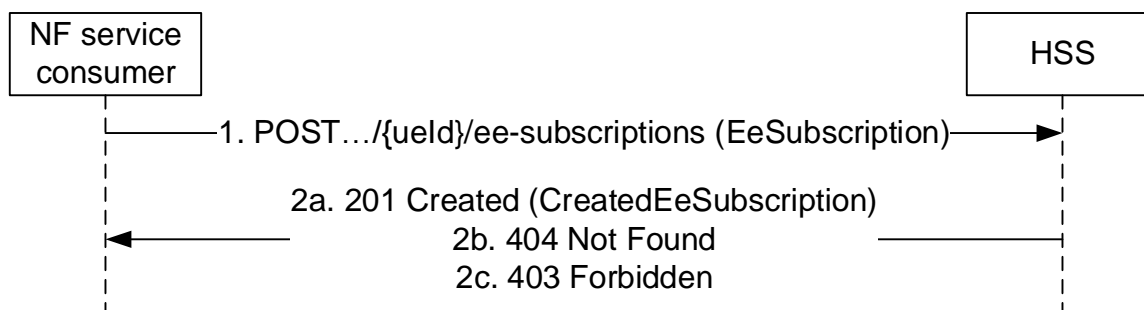 NF service
consumer
HSS
1. POST…/{ueId}/ee-subscriptions (EeSubscription)
2a. 201 Created (CreatedEeSubscription)
2b. 404 Not Found
2c. 403 Forbidden